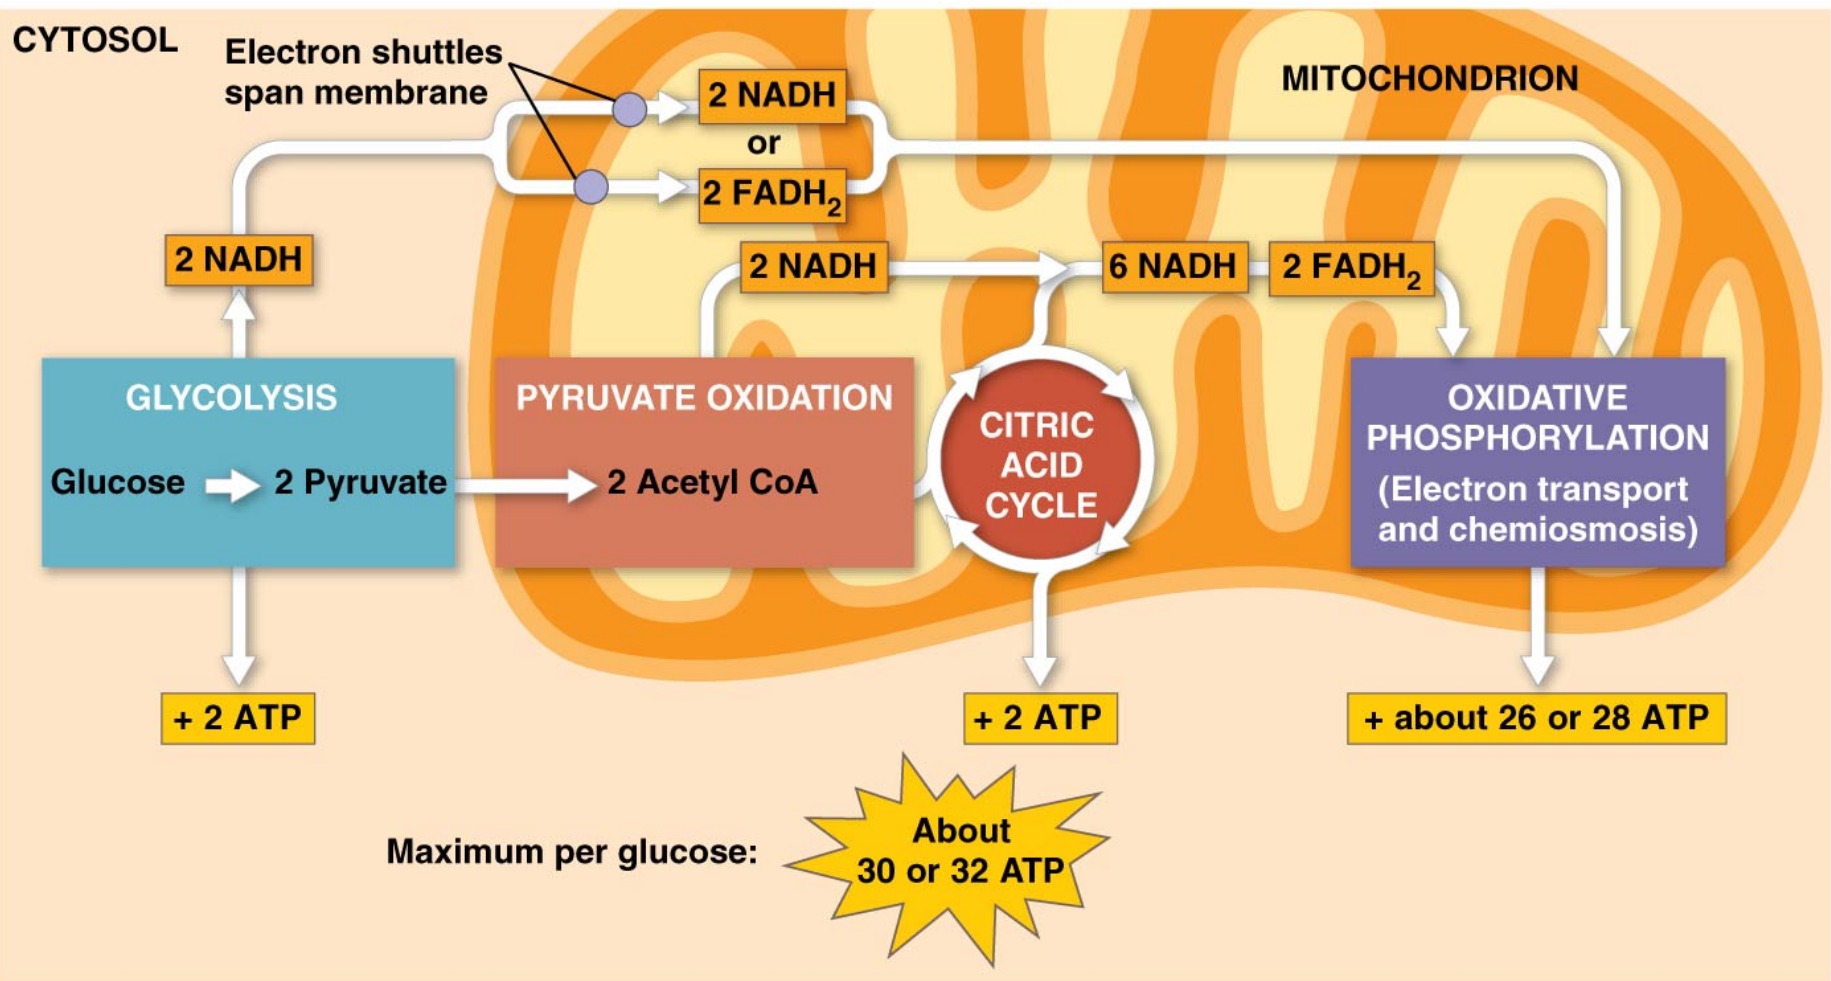 CYTOSOL
Electron shuttles
span membrane
2 NADH
or
2 FADH₂
MITOCHONDRION
2 NADH
2 NADH
6 NADH
2 FADH₂
GLYCOLYSIS
Glucose
2 Pyruvate
PYRUVATE OXIDATION
2 Acetyl CoA
CITRIC
ACID
CYCLE
OXIDATIVE
PHOSPHORYLATION
(Electron transport
and chemiosmosis)
+ 2 ATP
+ 2 ATP
+ about 26 or 28 ATP
Maximum per glucose:
About
30 or 32 ATP